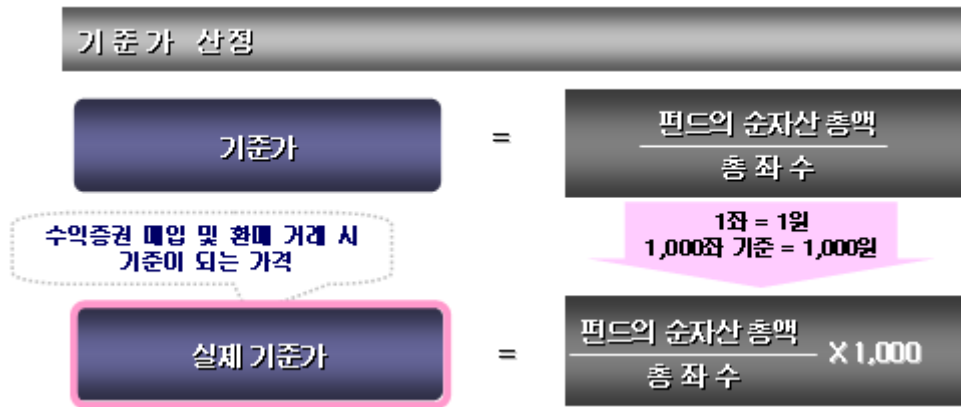 기준가 산정
기준가
=
펀드의 순자산 총액
총 좌 수
수익증권 매입 및 환매 거래 시
기준이 되는 가격
1좌 = 1원
1,000좌 기준 = 1,000원
실제 기준가
=
펀드의 순자산 총액
총 좌 수
X 1,000